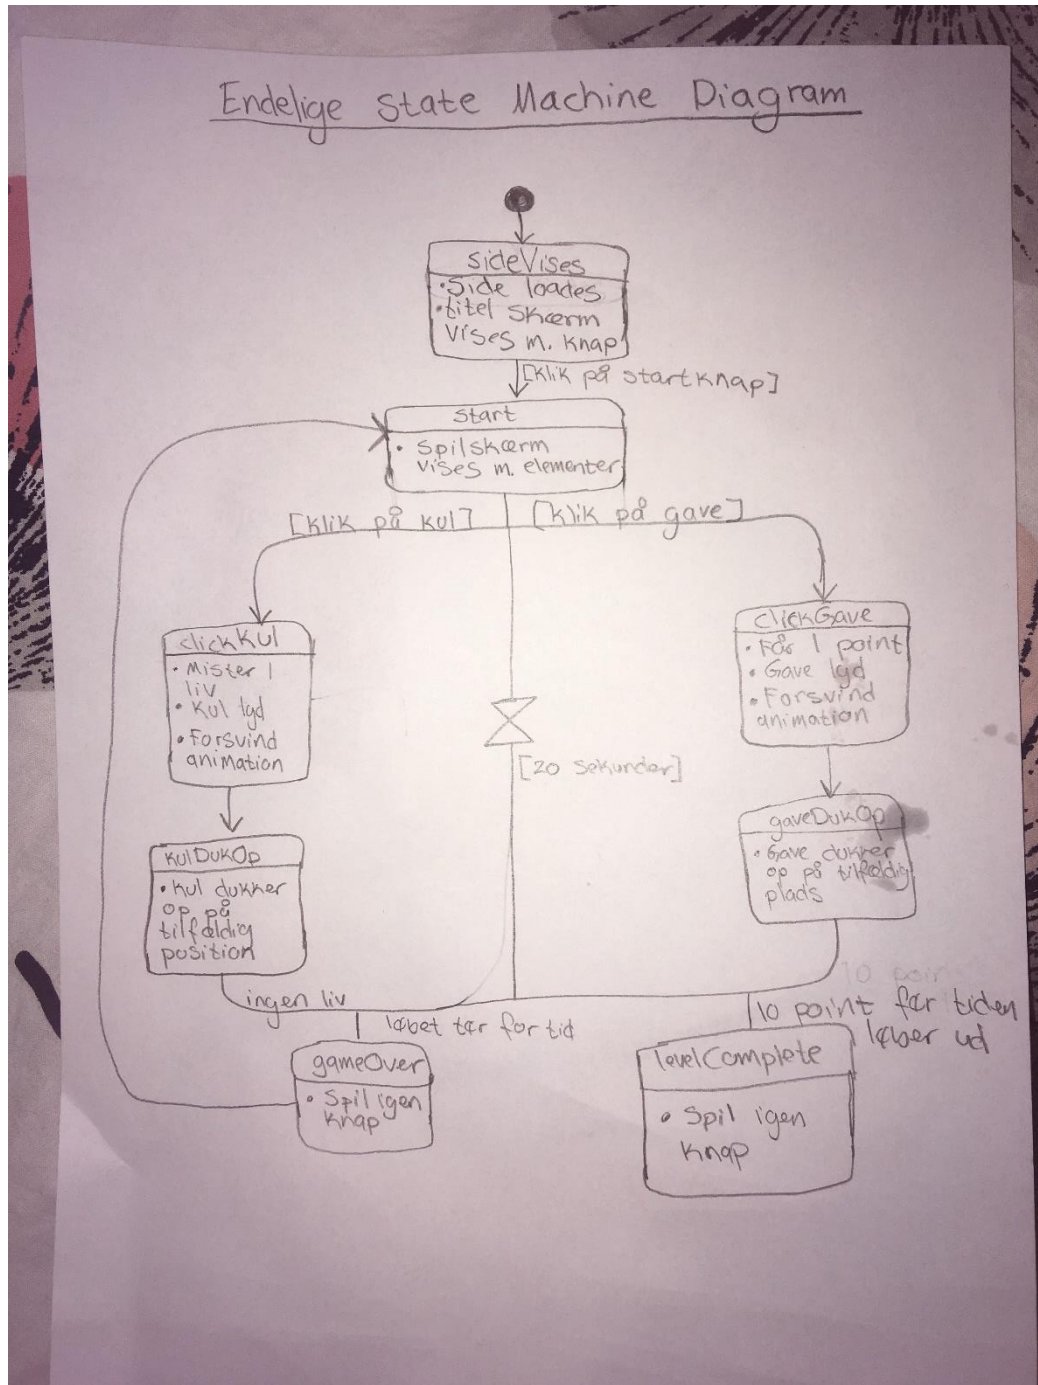 Endelige State Machine Diagram
sideVises
• Side loades
• titel skærm
vises m. knap
[Klik på startknap]
Start
• Spilskærm
vises m. elementer
[Klik på kul]
[Klik på gave]
clickKul
• Mister 1
liv
• Kul lyd
• Forsvind
animation
clickGave
• Får 1 point
• Gave lyd
• Forsvind
animation
[20 sekunder]
kulDukOp
• Kul dukker
op på
tilfældig
position
gaveDukOp
• Gave dukker
op på tilfældig
plads
ingen liv
løbet tør for tid
10 poin
10 point før tiden
løber ud
gameOver
• Spil igen
knap
levelComplete
• Spil igen
knap